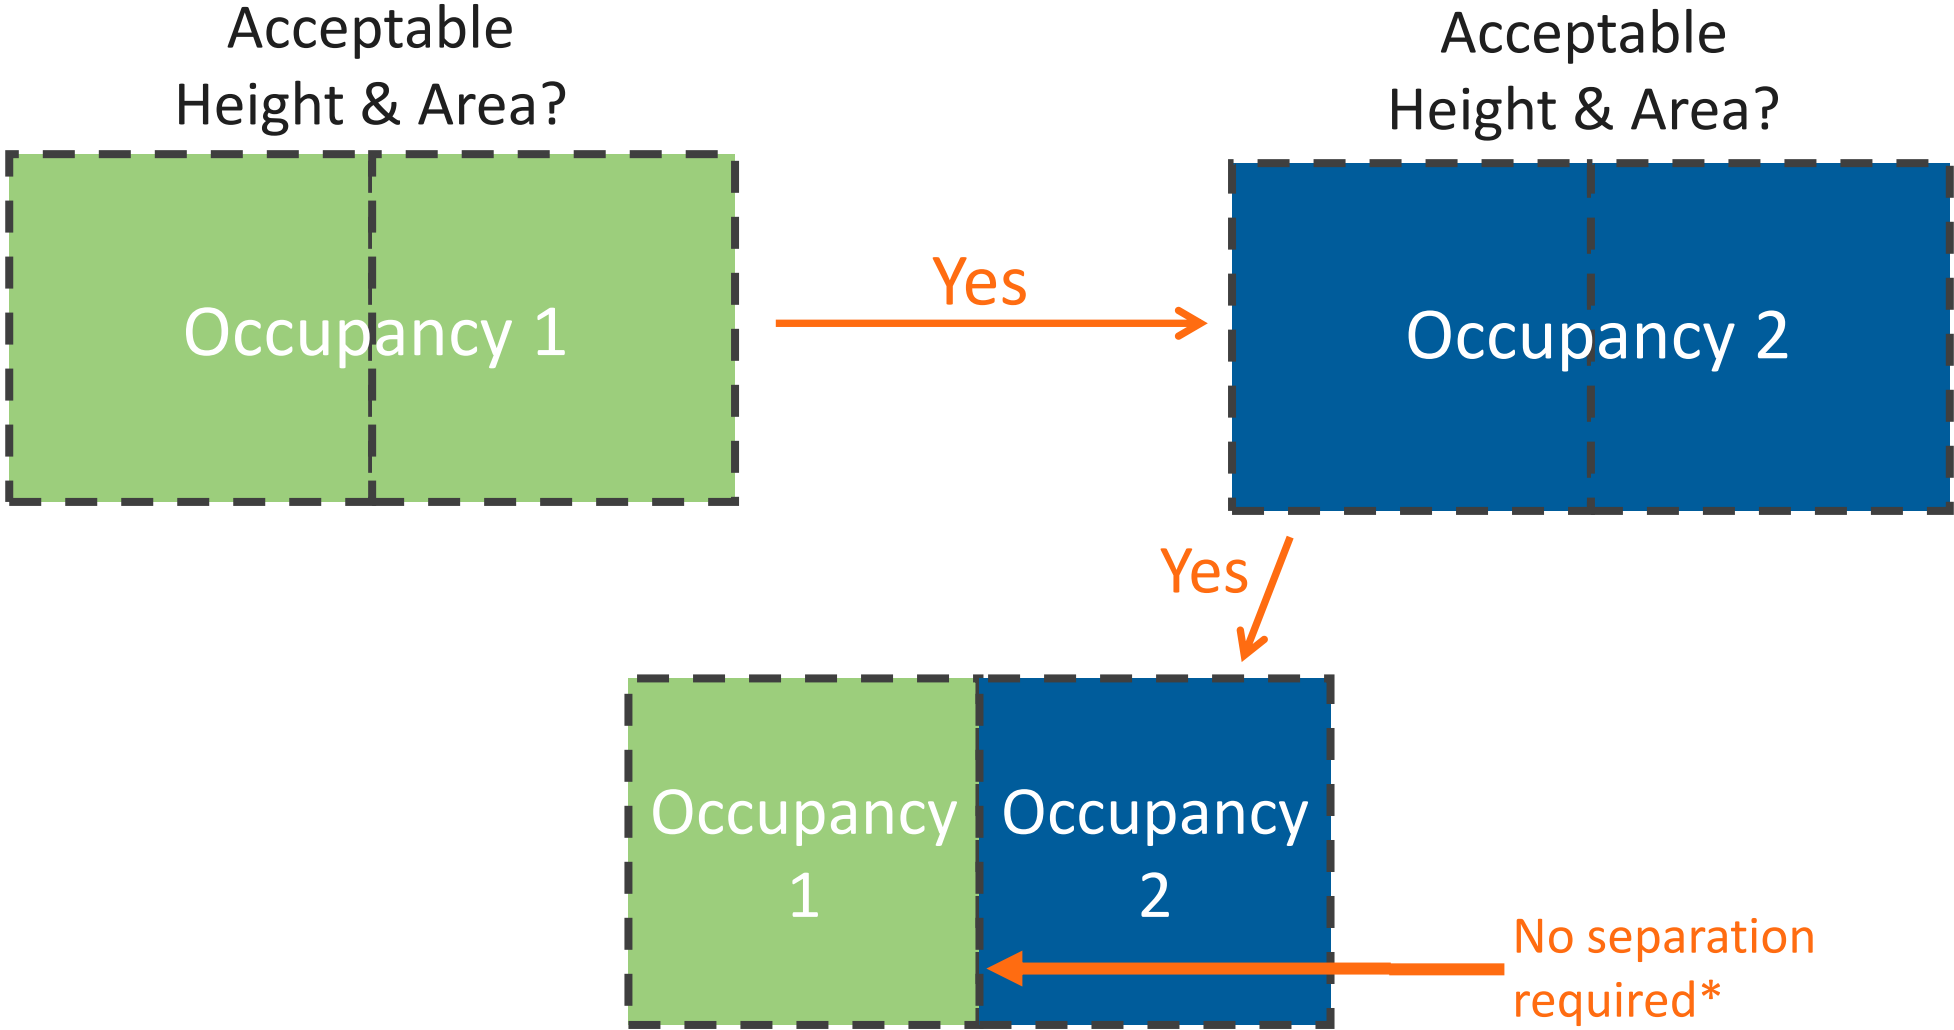 Acceptable
Height & Area?
Occupancy 1
Yes
Acceptable
Height & Area?
Occupancy 2
Yes
Occupancy
1
Occupancy
2
No separation
required*